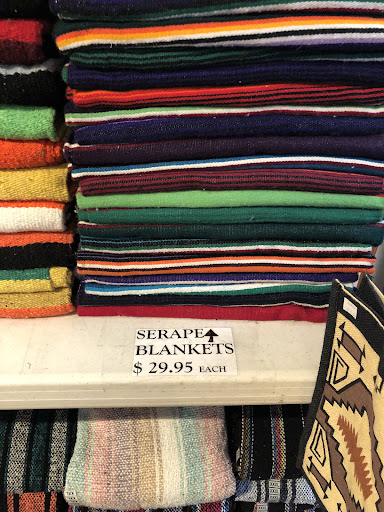 SERAPE↑
BLANKETS
$ 29.95 EACH